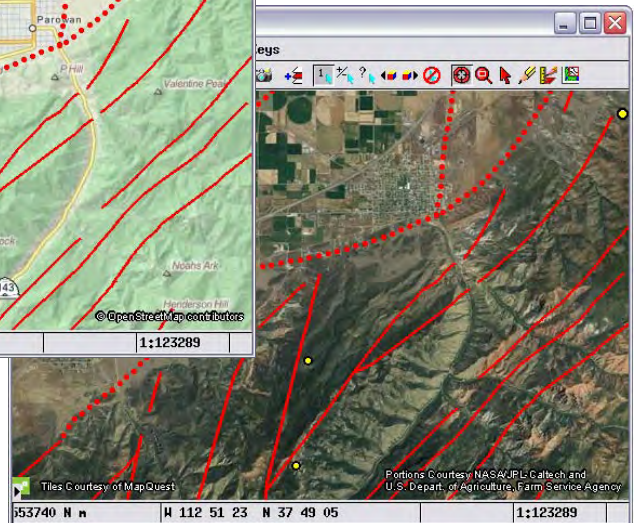 Parowan
P Hill
Valentine Peak
Noahs Ark
Henderson Hill
143
© OpenStreetMap contributors
1:123289
Keys
Tiles Courtesy of MapQuest
Portions Courtesy NASA/JPL-Caltech and
U.S. Depart. of Agriculture, Farm Service Agency
553740 N m
W 112 51 23 N 37 49 05
1:123289